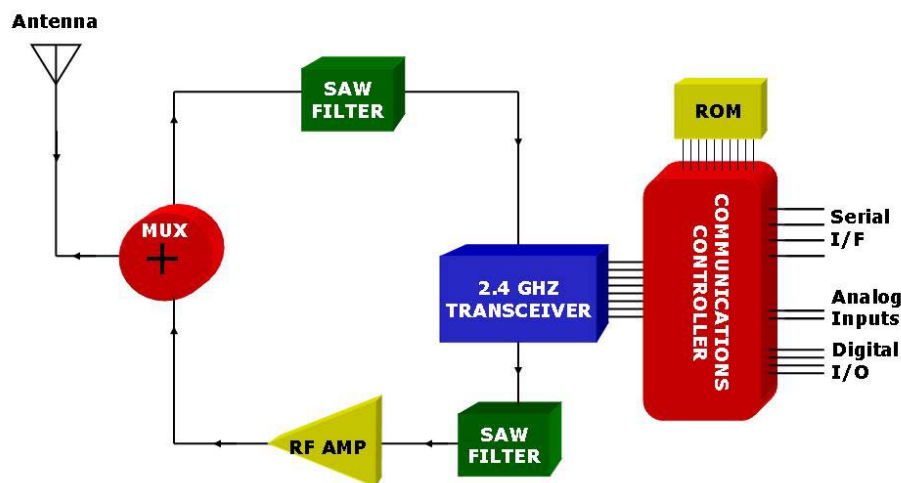 Antenna
SAW
FILTER
ROM
MUX
COMMUNICATIONS
CONTROLLER
Serial
I/F
2.4 GHZ
TRANSCEIVER
Analog
Inputs
Digital
I/O
RF AMP
SAW
FILTER